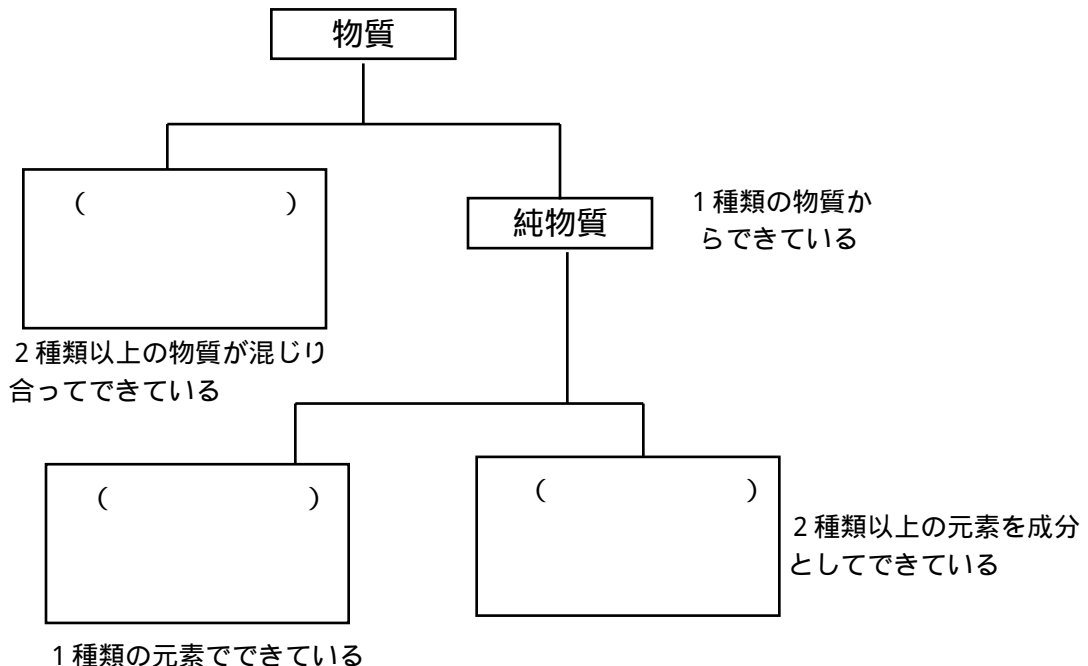 物質
(　　　　　)
純物質
1種類の物質か
らできている
2種類以上の物質が混じり
合ってできている
(　　　　　)
(　　　　　)
2種類以上の元素を成分
としてできている
1種類の元素でできている